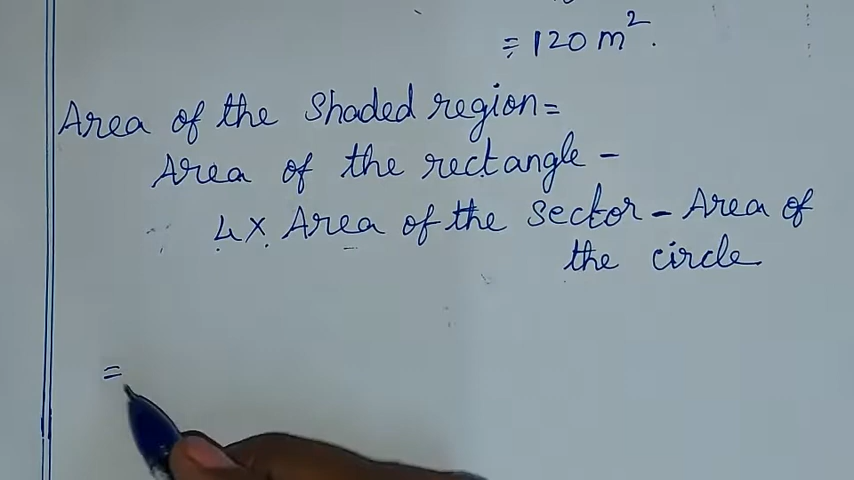 = 120 m².
Area of the shaded region =
Area of the rectangle -
4 x Area of the sector - Area of
the circle
=